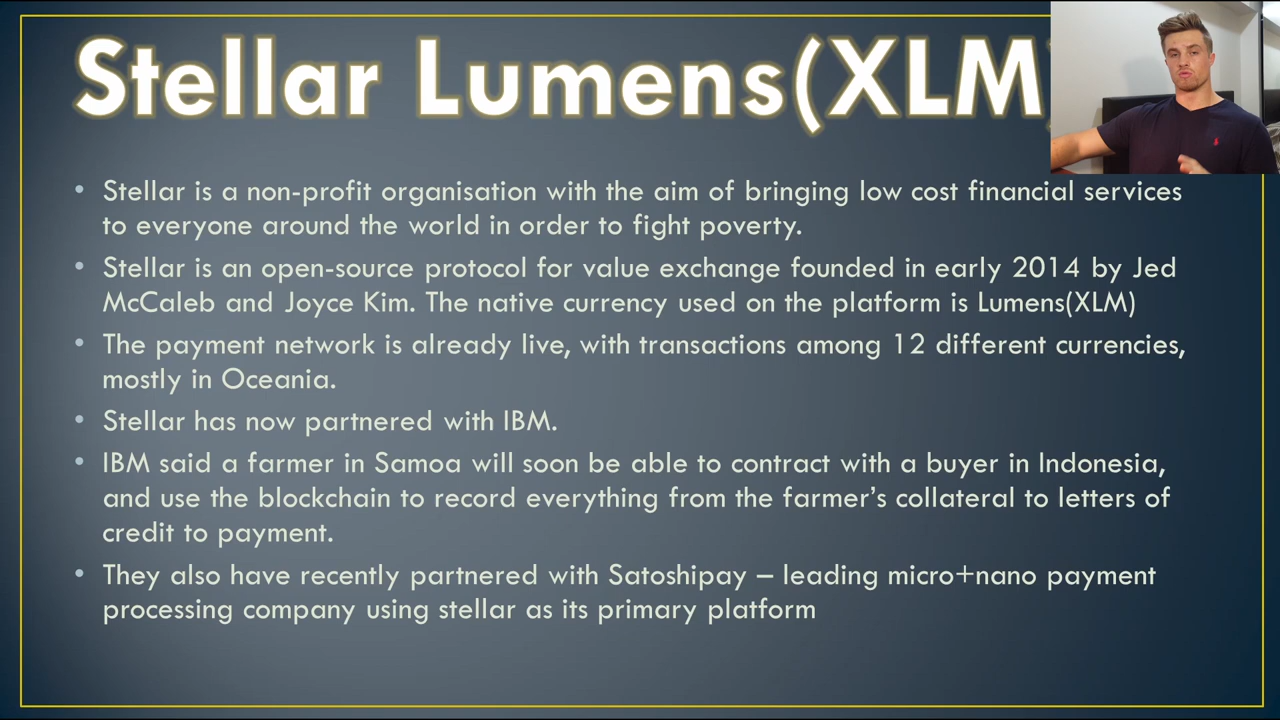 Stellar Lumens(XLM)
• Stellar is a non-profit organisation with the aim of bringing low cost financial services
to everyone around the world in order to fight poverty.
• Stellar is an open-source protocol for value exchange founded in early 2014 by Jed
McCaleb and Joyce Kim. The native currency used on the platform is Lumens(XLM)
• The payment network is already live, with transactions among 12 different currencies,
mostly in Oceania.
• Stellar has now partnered with IBM.
• IBM said a farmer in Samoa will soon be able to contract with a buyer in Indonesia,
and use the blockchain to record everything from the farmer’s collateral to letters of
credit to payment.
• They also have recently partnered with Satoshipay – leading micro+nano payment
processing company using stellar as its primary platform